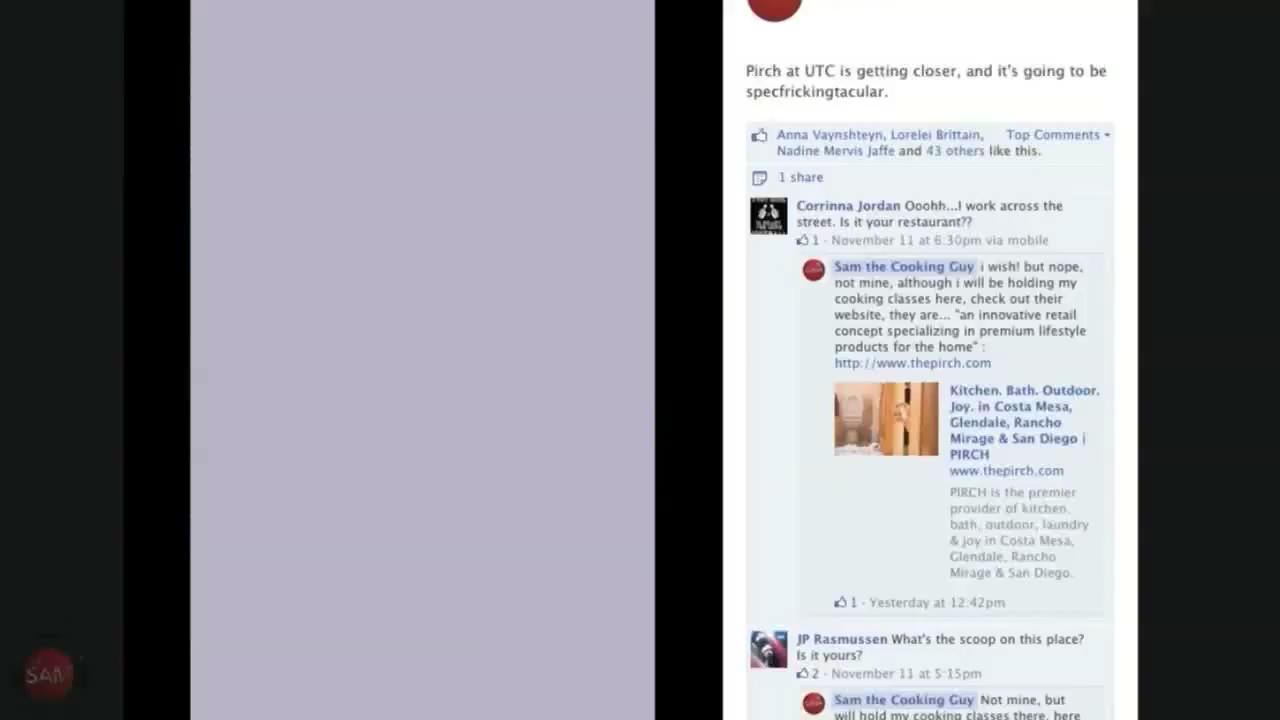 Pirch at UTC is getting closer, and it's going to be
specfrickingtacular.
Anna Vaynshteyn, Lorelei Brittain,
Top Comments
Nadine Mervis Jaffe and 43 others like this.
1 share
Corrinna Jordan Ooohh...I work across the
street. Is it your restaurant??
1 · November 11 at 6:30pm via mobile
Sam the Cooking Guy i wish! but nope,
not mine, although i will be holding my
cooking classes here, check out their
website, they are... "an innovative retail
concept specializing in premium lifestyle
products for the home" :
http://www.thepirch.com
Kitchen. Bath. Outdoor.
Joy. in Costa Mesa,
Glendale, Rancho
Mirage & San Diego |
PIRCH
www.thepirch.com
PIRCH is the premier
provider of kitchen,
bath, outdoor, laundry
& joy in Costa Mesa,
Glendale, Rancho
Mirage & San Diego.
1 · Yesterday at 12:42pm
JP Rasmussen What's the scoop on this place?
Is it yours?
2 · November 11 at 5:15pm
Sam the Cooking Guy Not mine, but
will hold my cooking classes there, here
SAM